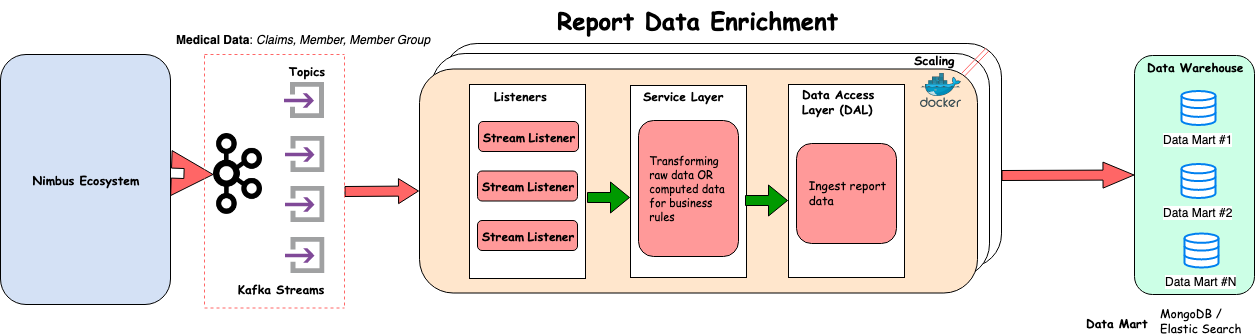 Report Data Enrichment
Medical Data: Claims, Member, Member Group
Nimbus Ecosystem
Topics
Kafka Streams
Scaling
docker
Listeners
Stream Listener
Stream Listener
Stream Listener
Service Layer
Transforming
raw data OR
computed data
for business
rules
Data Access
Layer (DAL)
Ingest report
data
Data Warehouse
Data Mart #1
Data Mart #2
Data Mart #N
Data Mart
MongoDB /
Elastic Search